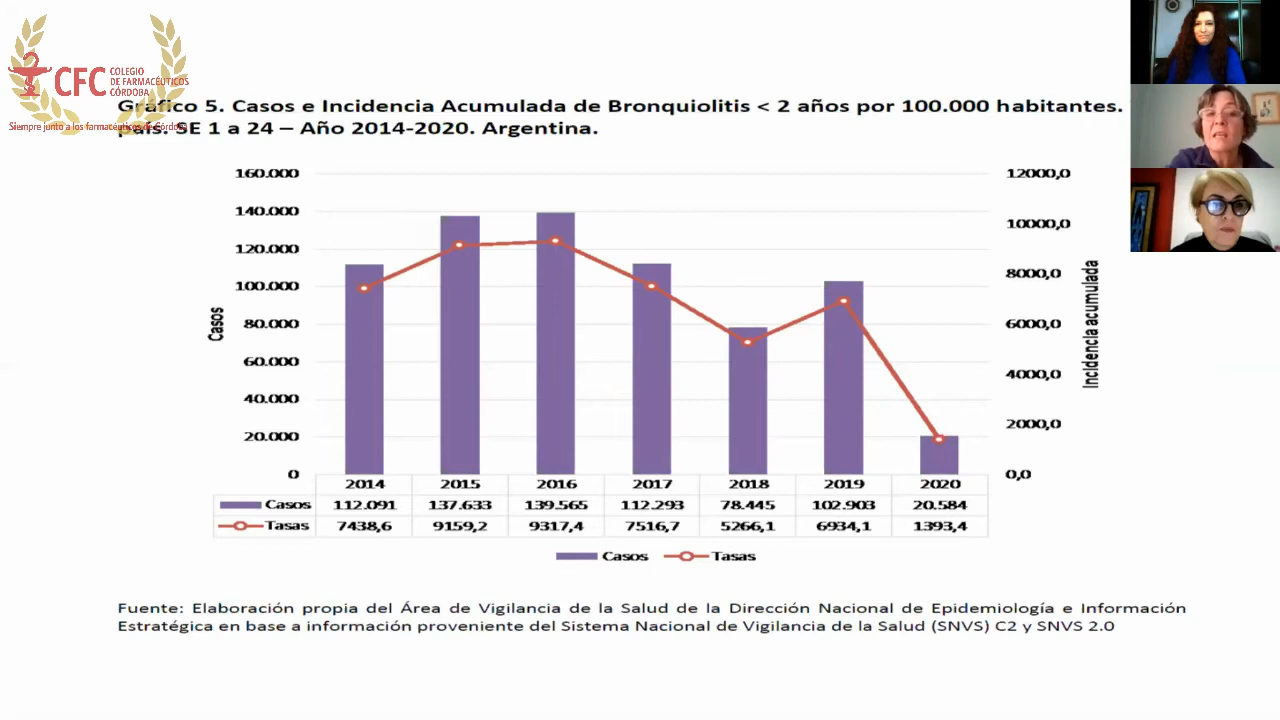 CFC
COLEGIO
DE FARMACÉUTICOS
CÓRDOBA
Siempre junto a los farmacéuticos de Córdoba
Gráfico 5. Casos e Incidencia Acumulada de Bronquiolitis < 2 años por 100.000 habitantes.
país. SE 1 a 24 – Año 2014-2020. Argentina.
160.000 12000,0
140.000 10000,0
120.000
100.000 8000,0
80.000 6000,0
60.000 4000,0
40.000 2000,0
20.000
0 0,0
Casos
Incidencia acumulada
2014 2015 2016 2017 2018 2019 2020
Casos 112.091 137.633 139.565 112.293 78.445 102.903 20.584
Tasas 7438,6 9159,2 9317,4 7516,7 5266,1 6934,1 1393,4
Casos Tasas
Fuente: Elaboración propia del Área de Vigilancia de la Salud de la Dirección Nacional de Epidemiología e Información
Estratégica en base a información proveniente del Sistema Nacional de Vigilancia de la Salud (SNVS) C2 y SNVS 2.0